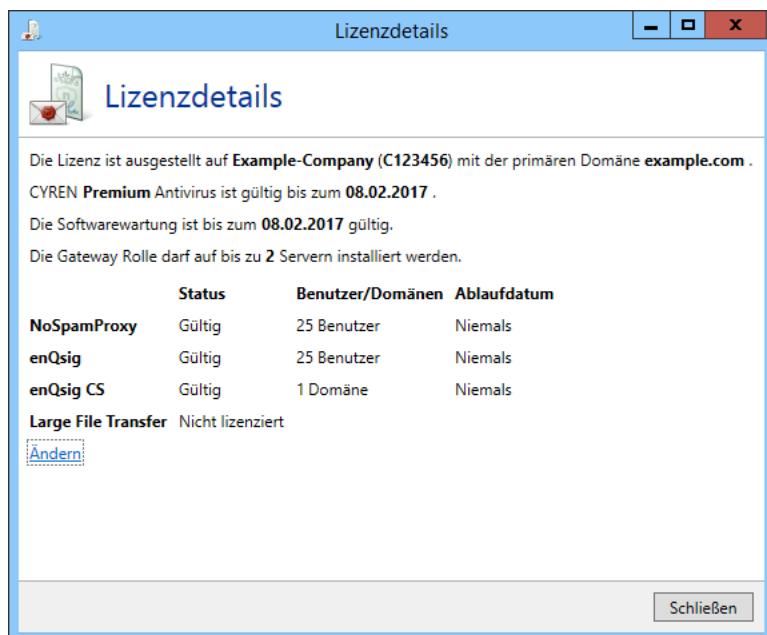 Lizenzdetails
Lizenzdetails
Die Lizenz ist ausgestellt auf Example-Company (C123456) mit der primären Domäne example.com .
CYREN Premium Antivirus ist gültig bis zum 08.02.2017 .
Die Softwarewartung ist bis zum 08.02.2017 gültig.
Die Gateway Rolle darf auf bis zu 2 Servern installiert werden.
Status Benutzer/Domänen Ablaufdatum
NoSpamProxy Gültig 25 Benutzer Niemals
enQsig Gültig 25 Benutzer Niemals
enQsig CS Gültig 1 Domäne Niemals
Large File Transfer Nicht lizenziert
Ändern
Schließen